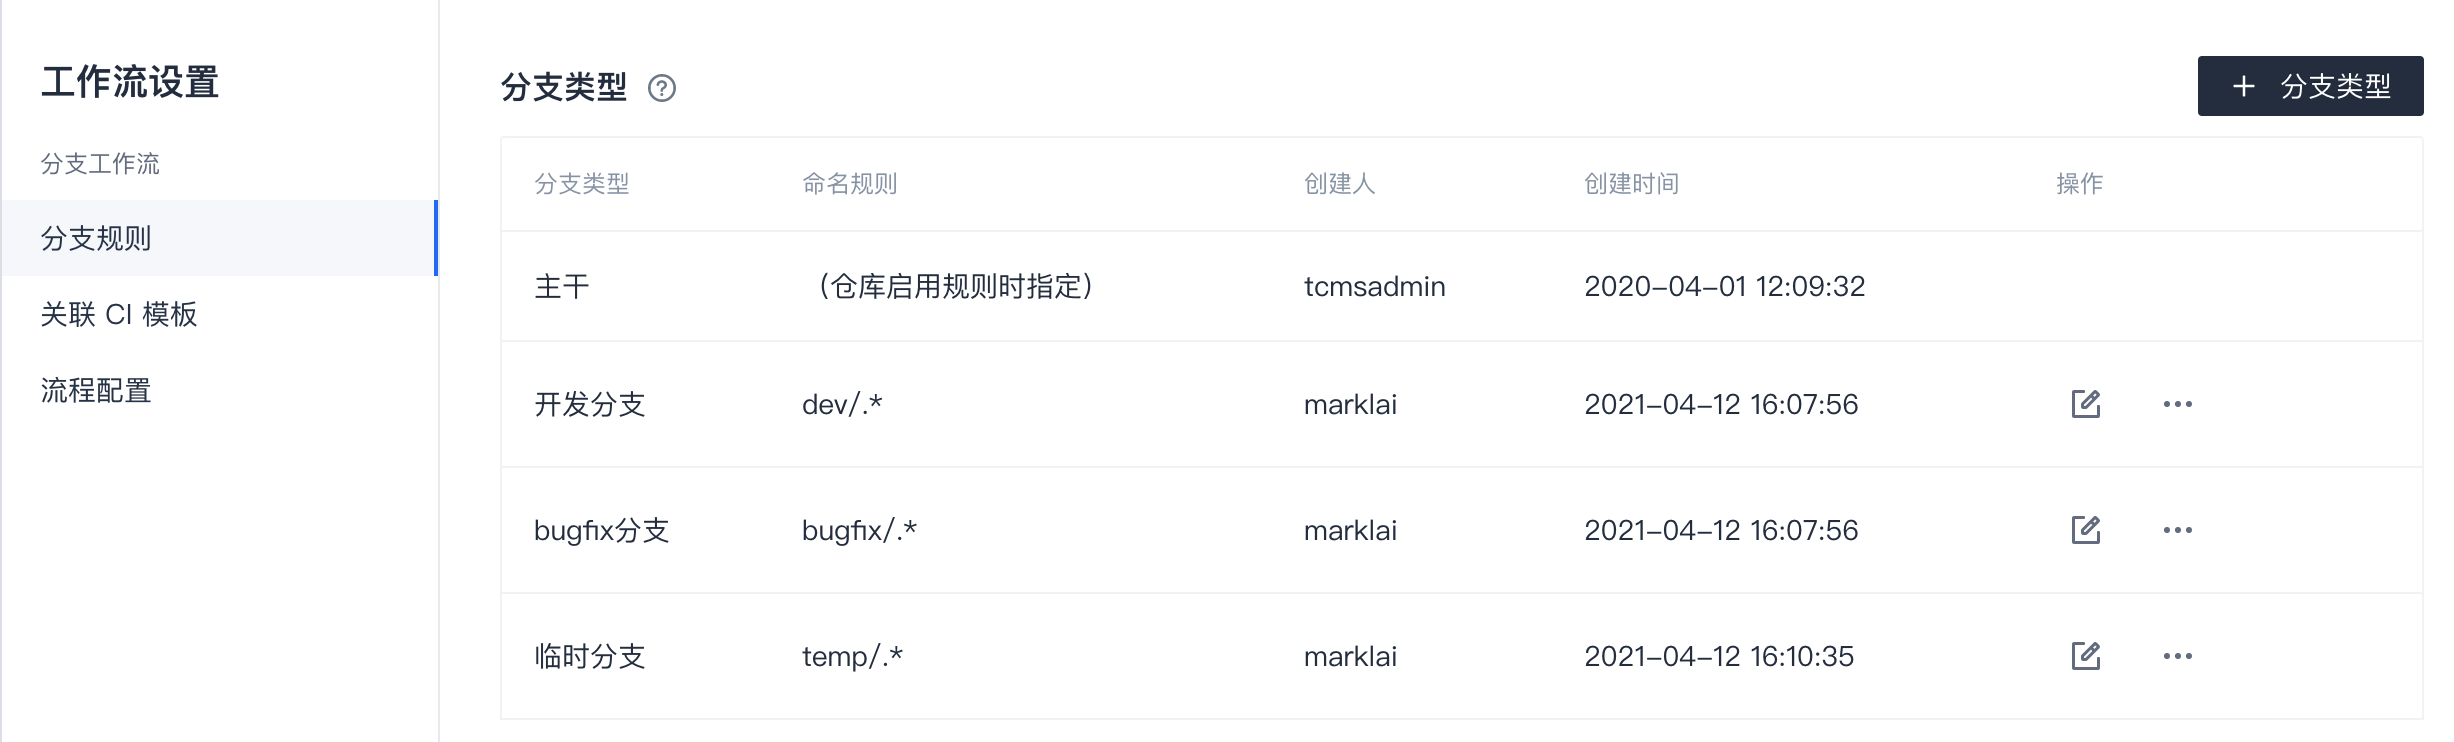 工作流设置
分支工作流
分支规则
关联 CI 模板
流程配置
分支类型 ?
+ 分支类型
分支类型 命名规则 创建人 创建时间 操作
主干 （仓库启用规则时指定） tcmsadmin 2020-04-01 12:09:32
开发分支 dev/.* marklai 2021-04-12 16:07:56
bugfix分支 bugfix/.* marklai 2021-04-12 16:07:56
临时分支 temp/.* marklai 2021-04-12 16:10:35